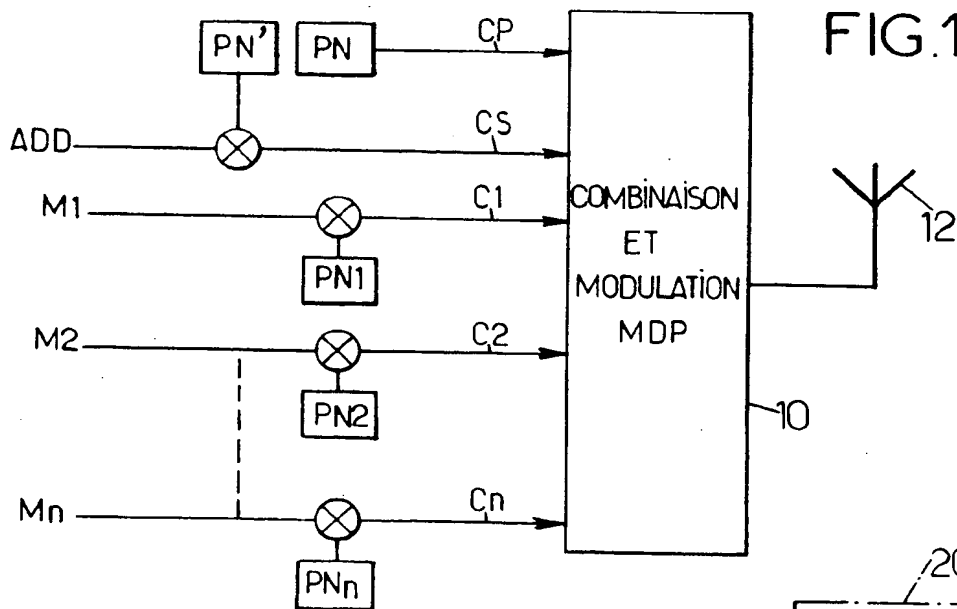 FIG.1
PN' PN CP
ADD CS
M1 C1
PN1
M2 C2
PN2
Mn Cn
PNn
COMBINAISON
ET
MODULATION
MDP
12
10